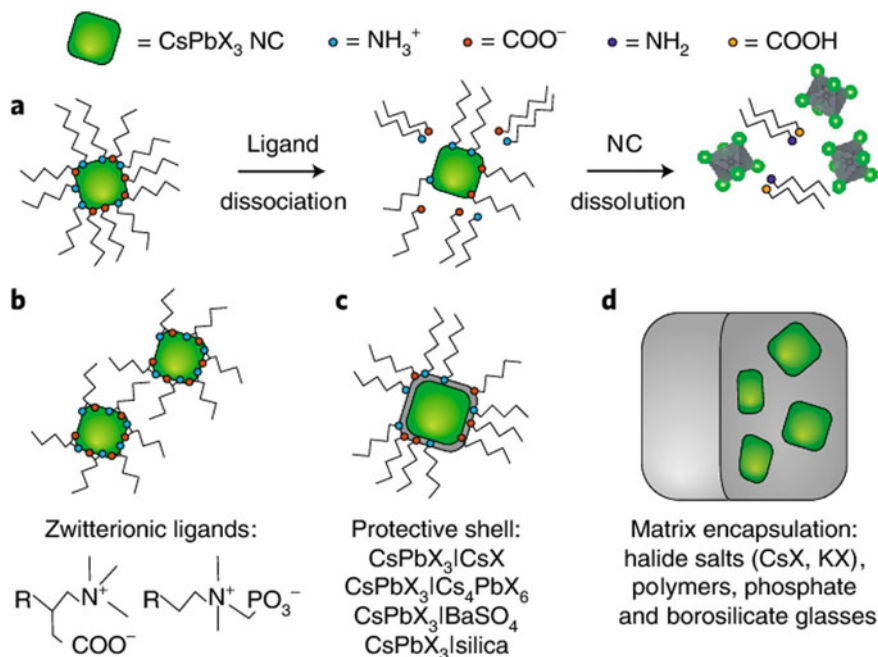 = CsPbX₃ NC = NH₃⁺ = COO⁻ = NH₂ = COOH
a
Ligand
dissociation
NC
dissolution
b
c
d
Zwitterionic ligands:
R N⁺ COO⁻
R N⁺ PO₃⁻
Protective shell:
CsPbX₃|CsX
CsPbX₃|Cs₄PbX₆
CsPbX₃|BaSO₄
CsPbX₃|silica
Matrix encapsulation:
halide salts (CsX, KX),
polymers, phosphate
and borosilicate glasses